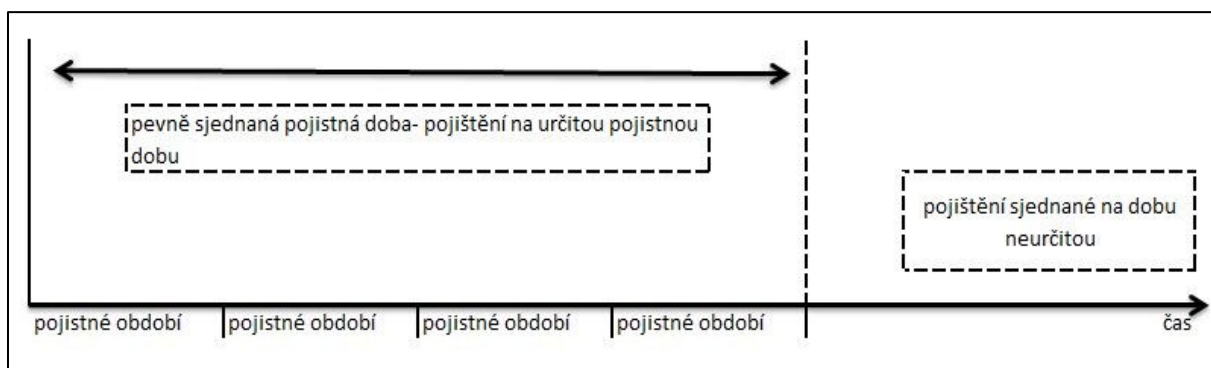 pevně sjednaná pojistná doba- pojištění na určitou pojistnou
dobu
pojištění sjednané na dobu
neurčitou
pojistné období pojistné období pojistné období pojistné období čas